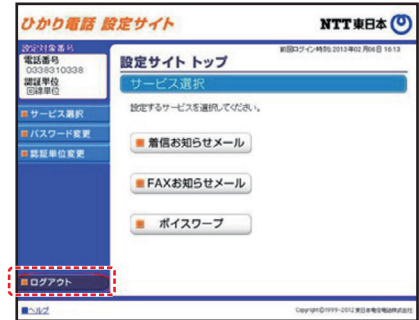 ひかり電話 設定サイト
NTT東日本
設定対象番号
電話番号
0338310338
認証単位
回線単位
前回ログイン時刻:2013年02月06日 16:13
設定サイト トップ
サービス選択
設定するサービスを選択してください。
サービス選択
パスワード変更
認証単位変更
着信お知らせメール
FAXお知らせメール
ボイスワープ
ログアウト
ヘルプ
Copyright©1999-2012 東日本電信電話株式会社